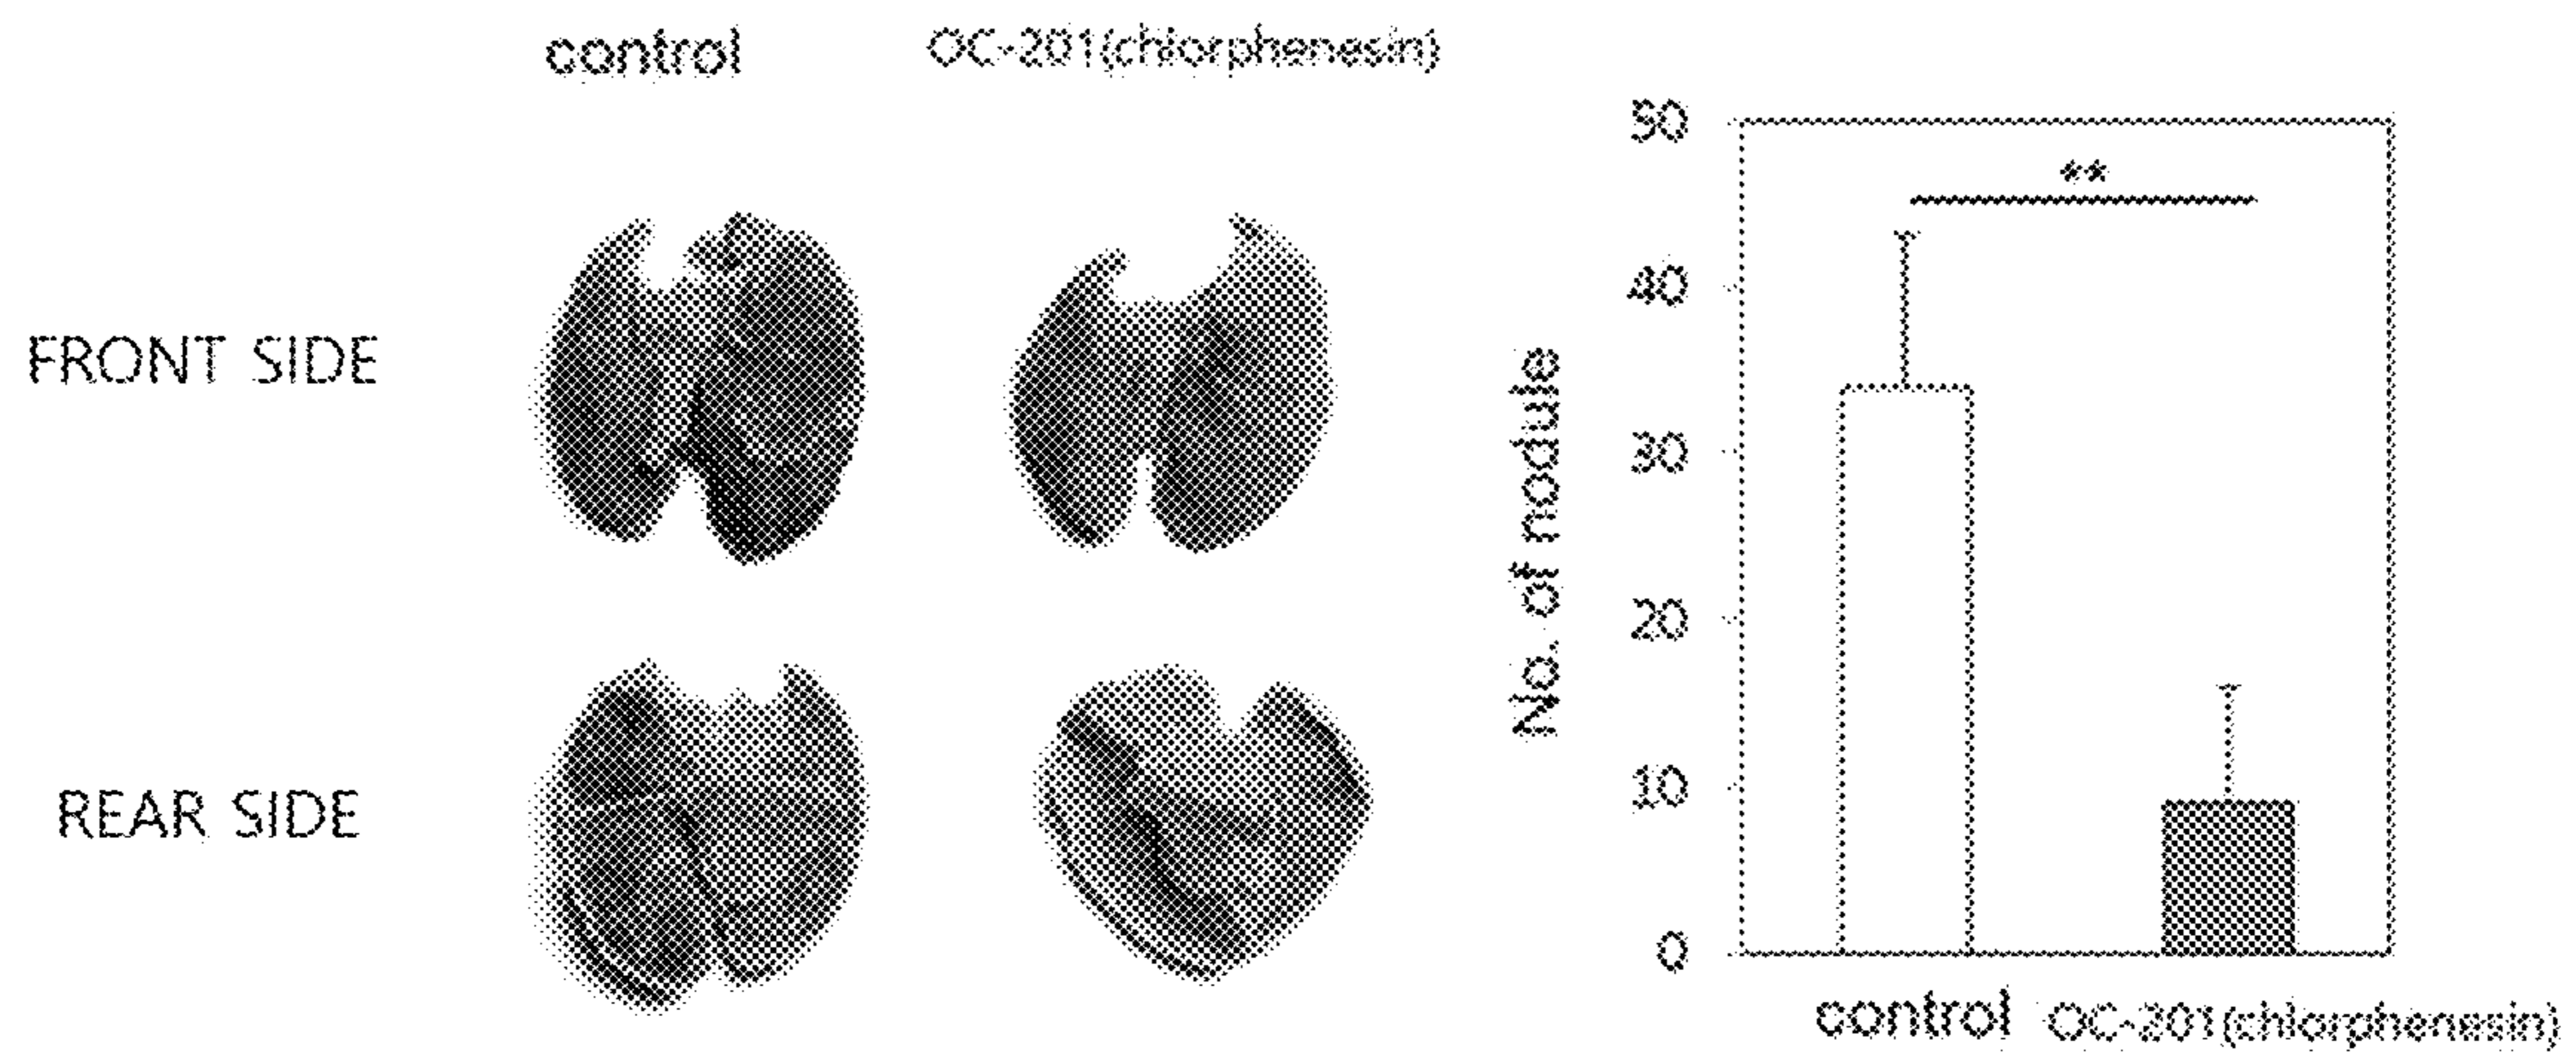 control
OC-201(chlorphenesin)
FRONT SIDE
REAR SIDE
No. of nodule
50
40
30
20
10
0
**
control
OC-201(chlorphenesin)